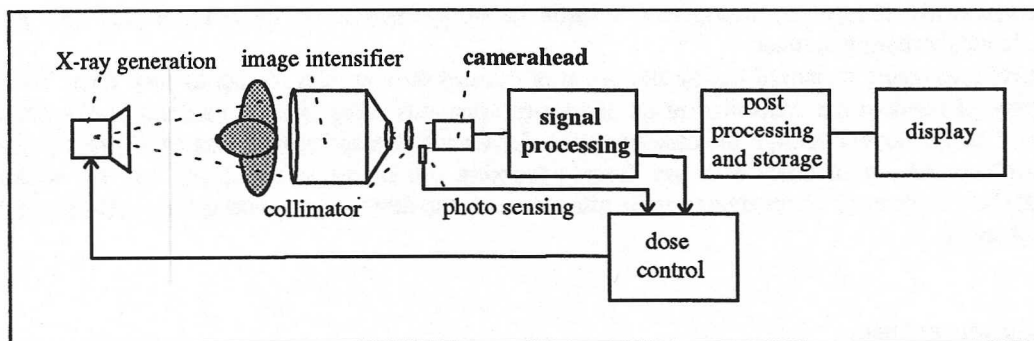 X-ray generation
image intensifier
camerahead
signal
processing
post
processing
and storage
display
collimator
photo sensing
dose
control